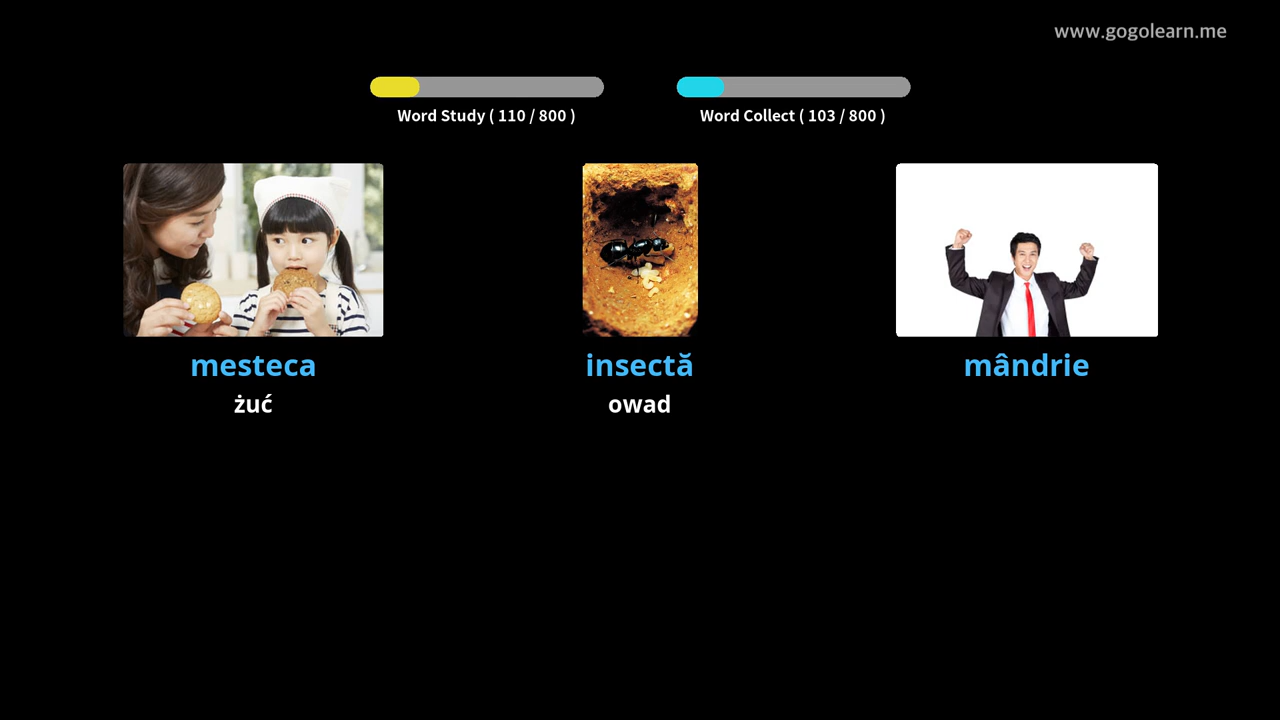 www.gogolearn.me
Word Study ( 110 / 800 )
Word Collect ( 103 / 800 )
mesteca
żuć
insectă
owad
mândrie